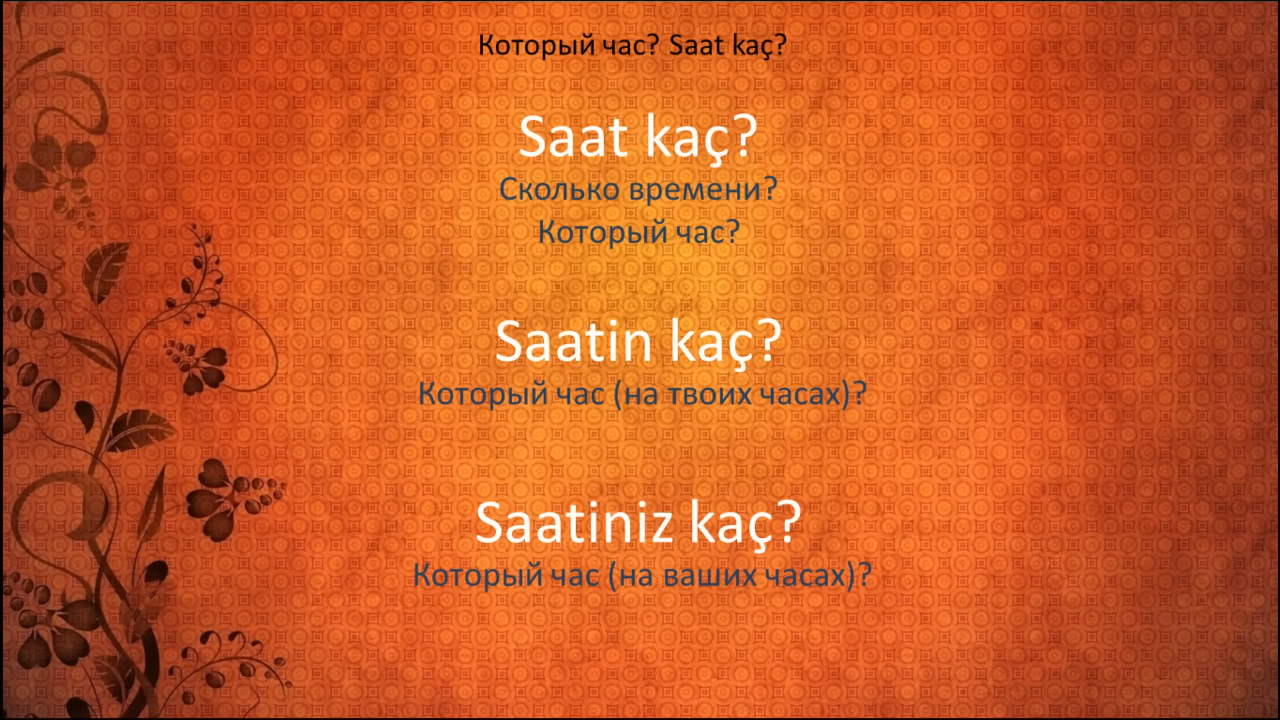 Который час? Saat kaç?
Saat kaç?
Сколько времени?
Который час?
Saatin kaç?
Который час (на твоих часах)?
Saatiniz kaç?
Который час (на ваших часах)?